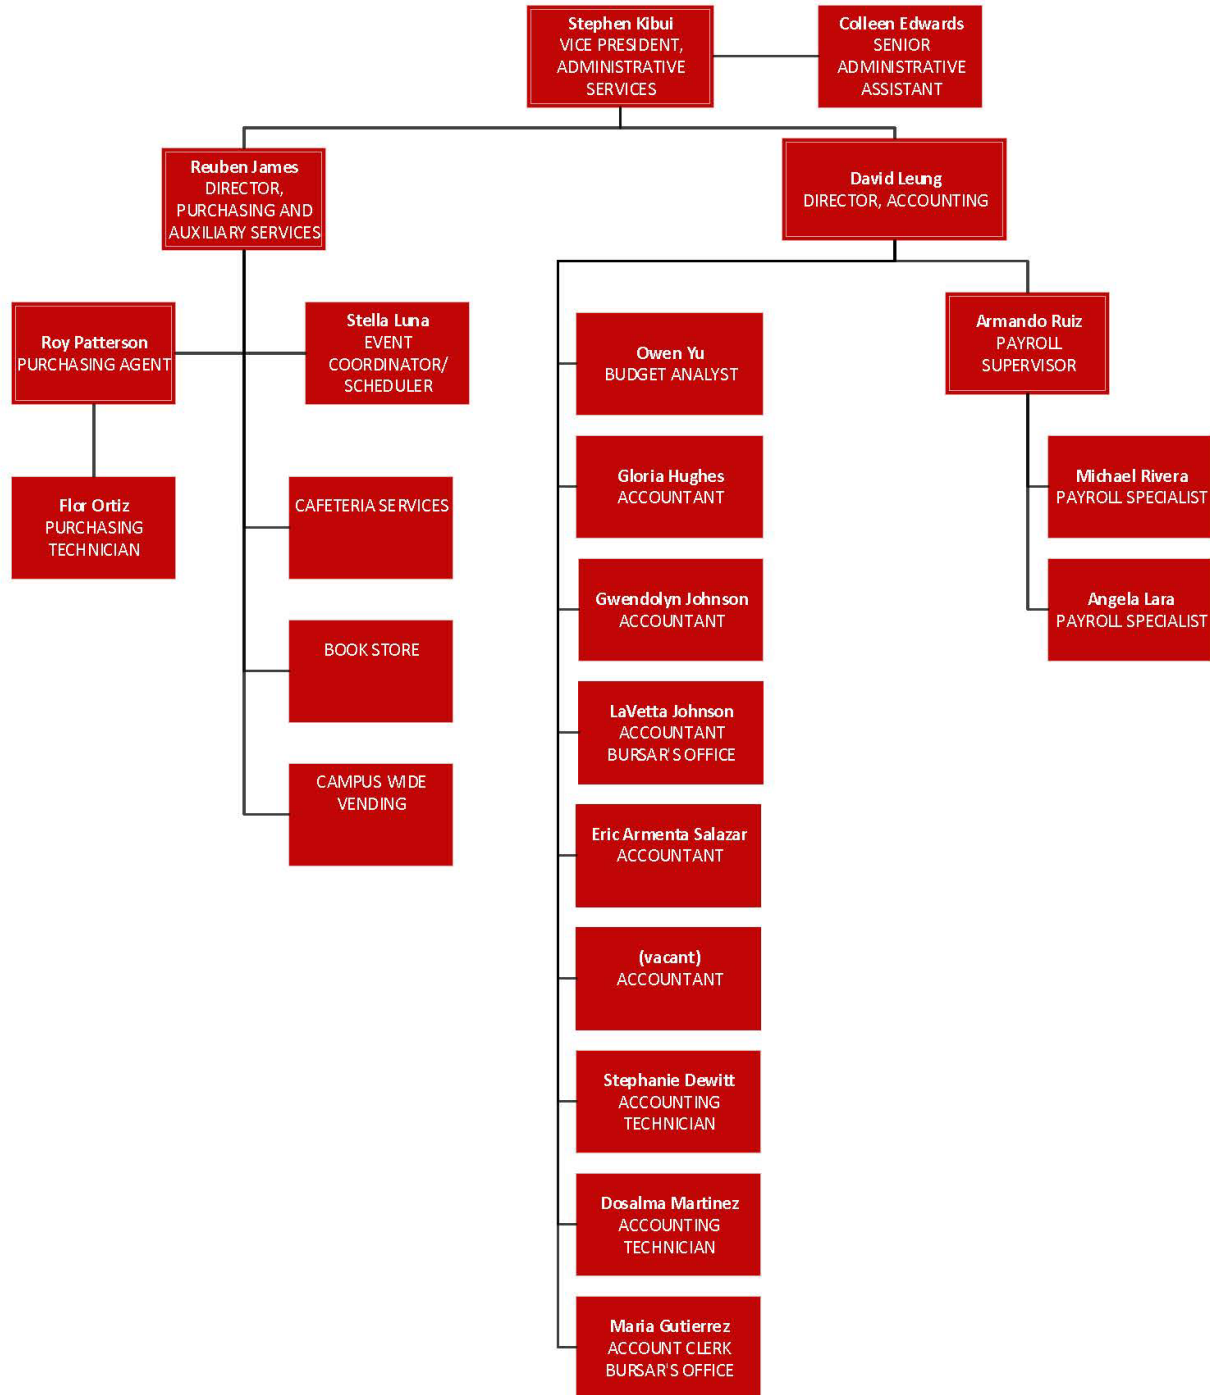 Stephen Kibui
VICE PRESIDENT,
ADMINISTRATIVE
SERVICES
Colleen Edwards
SENIOR
ADMINISTRATIVE
ASSISTANT
Reuben James
DIRECTOR,
PURCHASING AND
AUXILIARY SERVICES
David Leung
DIRECTOR, ACCOUNTING
Roy Patterson
PURCHASING AGENT
Stella Luna
EVENT
COORDINATOR/
SCHEDULER
Flor Ortiz
PURCHASING
TECHNICIAN
CAFETERIA SERVICES
BOOK STORE
CAMPUS WIDE
VENDING
Owen Yu
BUDGET ANALYST
Gloria Hughes
ACCOUNTANT
Gwendolyn Johnson
ACCOUNTANT
LaVetta Johnson
ACCOUNTANT
BURSAR'S OFFICE
Eric Armenta Salazar
ACCOUNTANT
(vacant)
ACCOUNTANT
Stephanie Dewitt
ACCOUNTING
TECHNICIAN
Dosalma Martinez
ACCOUNTING
TECHNICIAN
Maria Gutierrez
ACCOUNT CLERK
BURSAR'S OFFICE
Armando Ruiz
PAYROLL
SUPERVISOR
Michael Rivera
PAYROLL SPECIALIST
Angela Lara
PAYROLL SPECIALIST